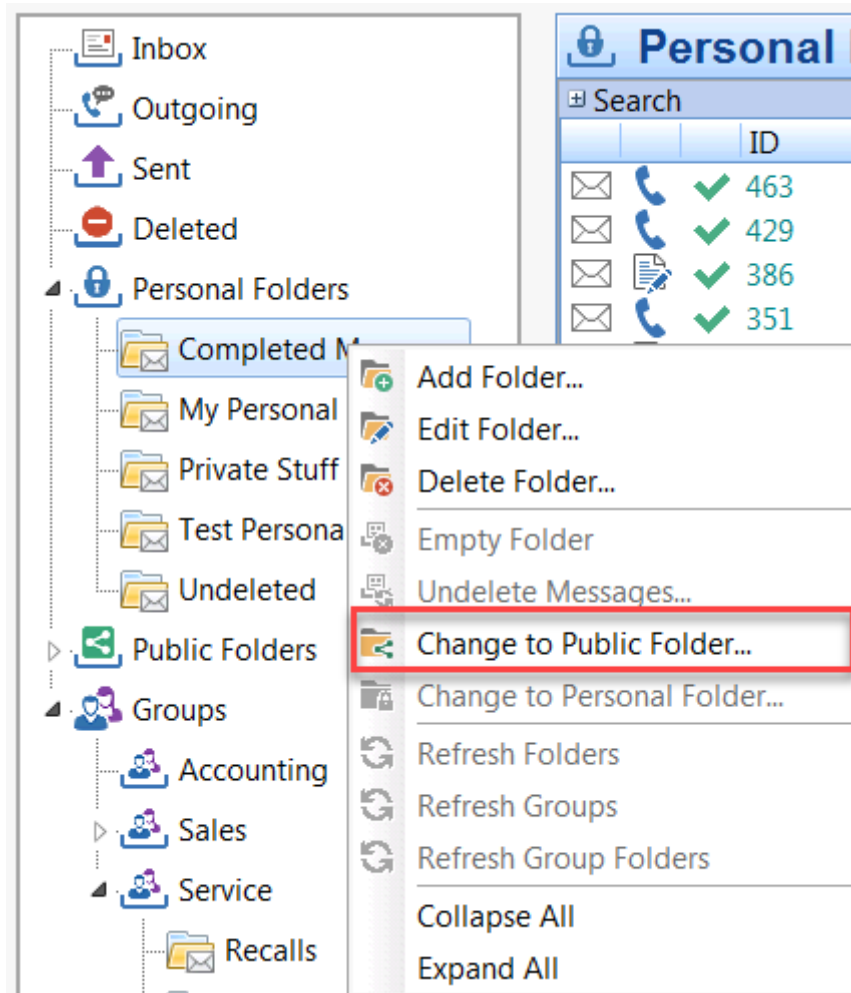 Inbox
Outgoing
Sent
Deleted
Personal Folders
Completed
My Personal
Private Stuff
Test Persona
Undeleted
Public Folders
Groups
Accounting
Sales
Service
Recalls
Personal
Search
ID
463
429
386
351
Add Folder...
Edit Folder...
Delete Folder...
Empty Folder
Undelete Messages...
Change to Public Folder...
Change to Personal Folder...
Refresh Folders
Refresh Groups
Refresh Group Folders
Collapse All
Expand All